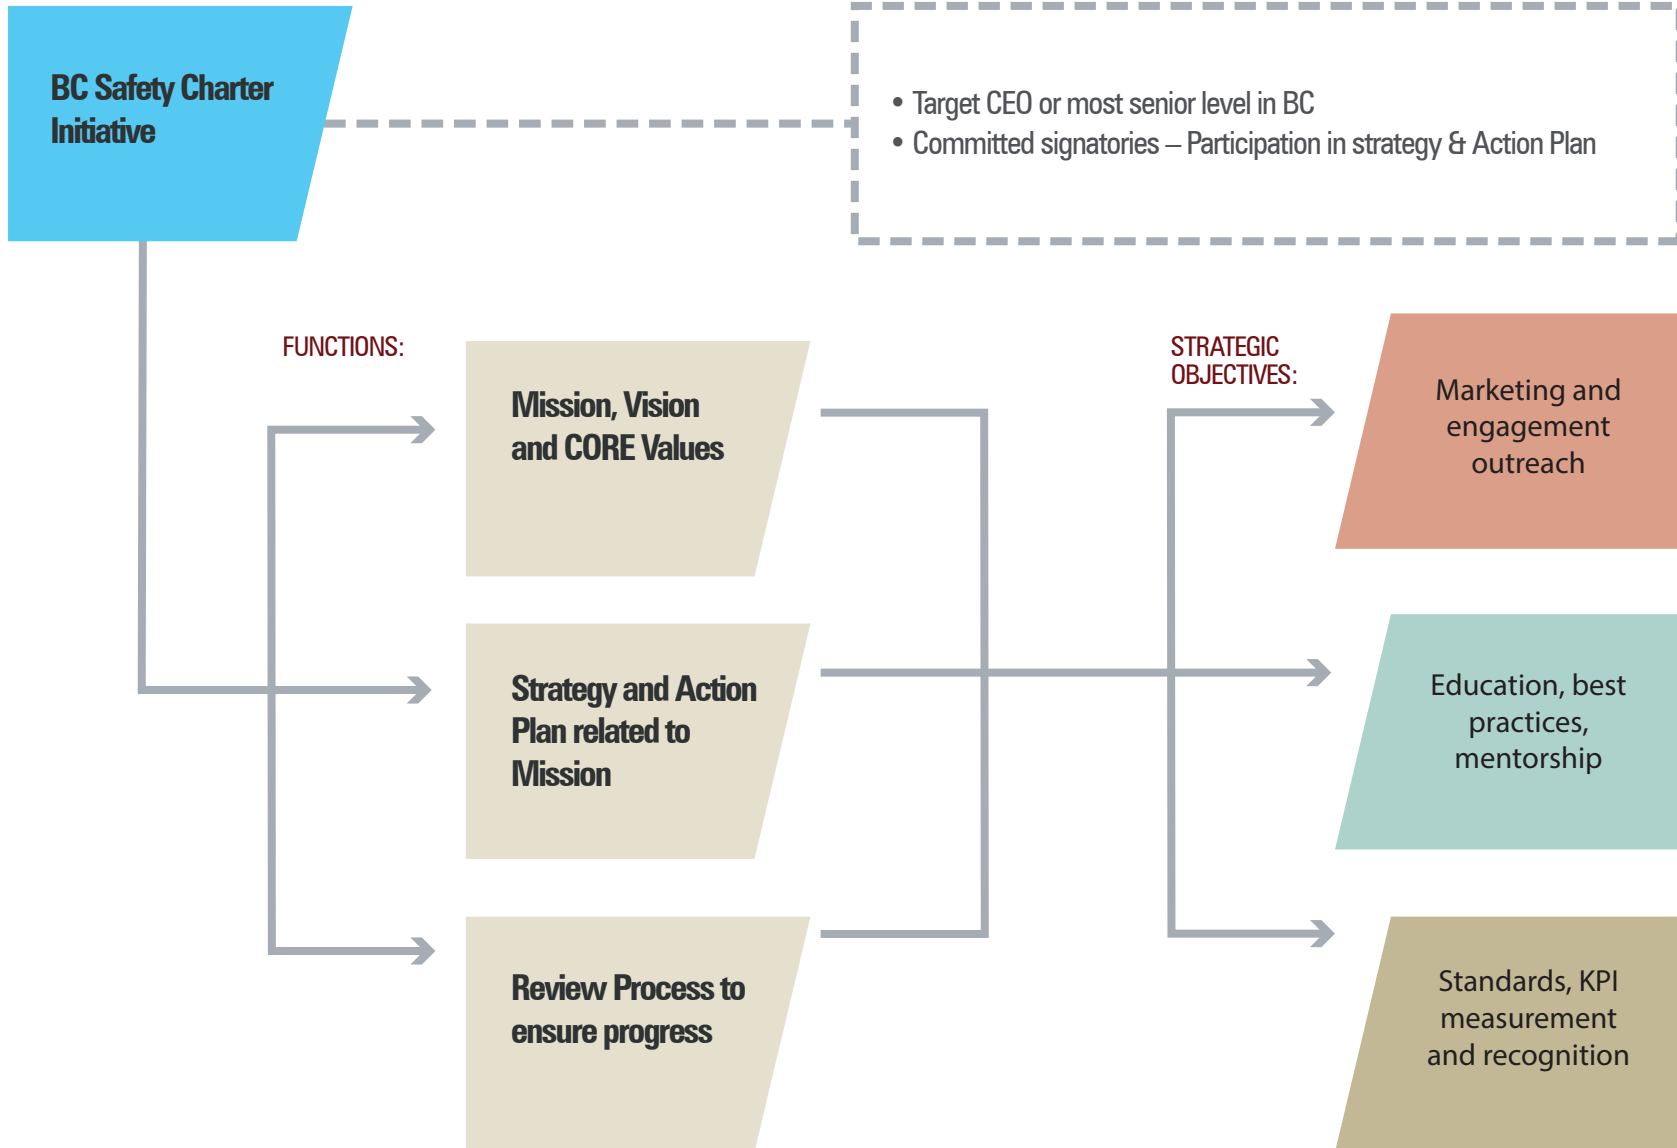 BC Safety Charter
Initiative
• Target CEO or most senior level in BC
• Committed signatories – Participation in strategy & Action Plan
FUNCTIONS:
Mission, Vision
and CORE Values
Strategy and Action
Plan related to
Mission
Review Process to
ensure progress
STRATEGIC
OBJECTIVES:
Marketing and
engagement
outreach
Education, best
practices,
mentorship
Standards, KPI
measurement
and recognition